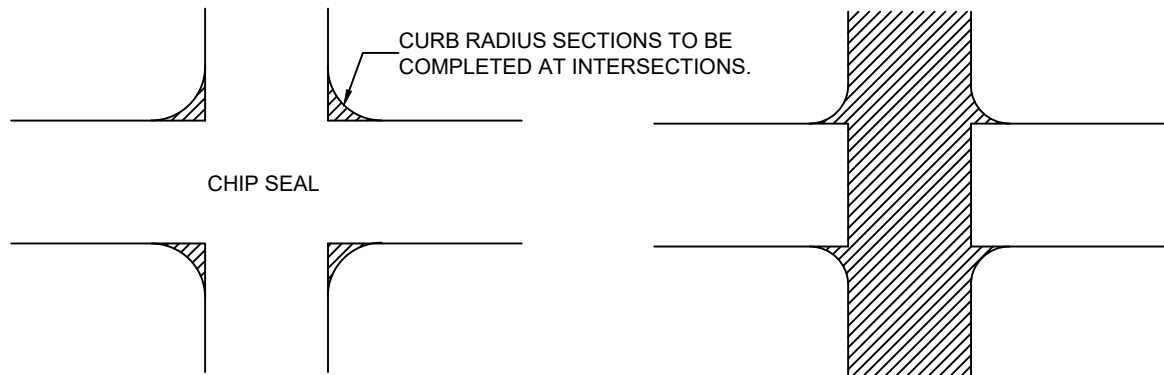 CURB RADIUS SECTIONS TO BE
COMPLETED AT INTERSECTIONS.
CHIP SEAL